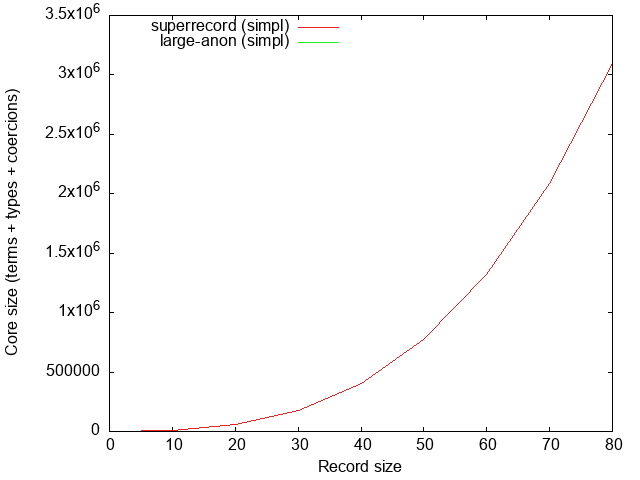 superrecord (simpl)
large-anon (simpl)
3.5x10^6
3x10^6
2.5x10^6
2x10^6
1.5x10^6
1x10^6
500000
0
0 10 20 30 40 50 60 70 80
Record size
Core size (terms + types + coercions)